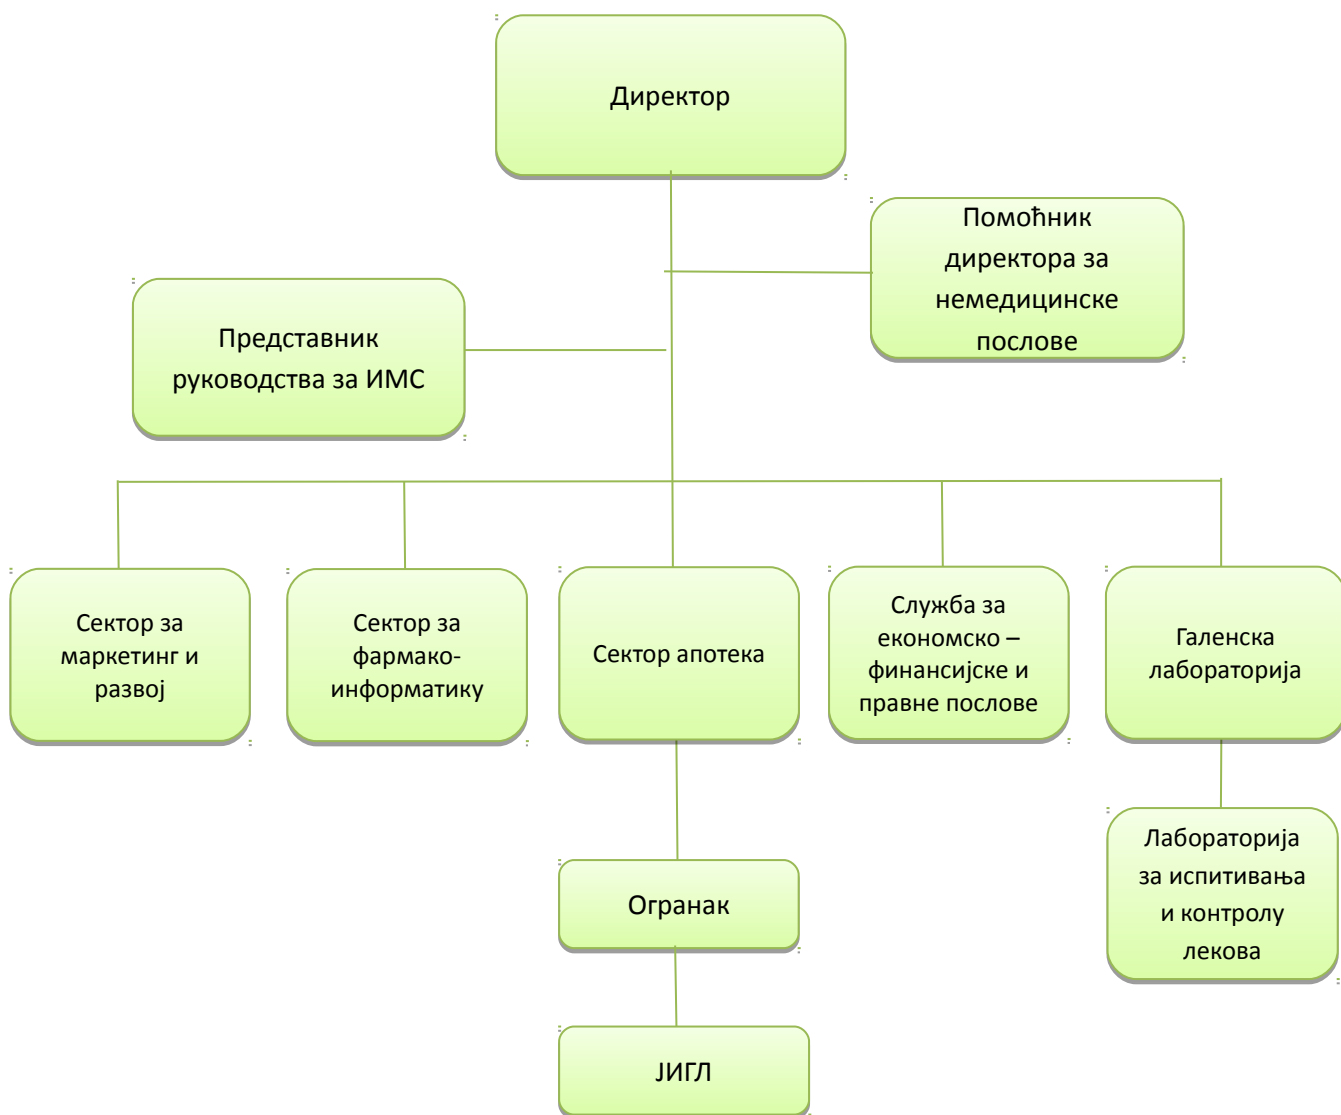 Директор
Помоћник
директора за
немедицинске
послове
Представник
руководства за ИМС
Сектор за
маркетинг и
развој
Сектор за
фармако-
информатику
Сектор апотека
Служба за
економско –
финансијске и
правне послове
Галенска
лабораторија
Огранак
Лабораторија
за испитивања
и контролу
лекова
ЈИГЛ